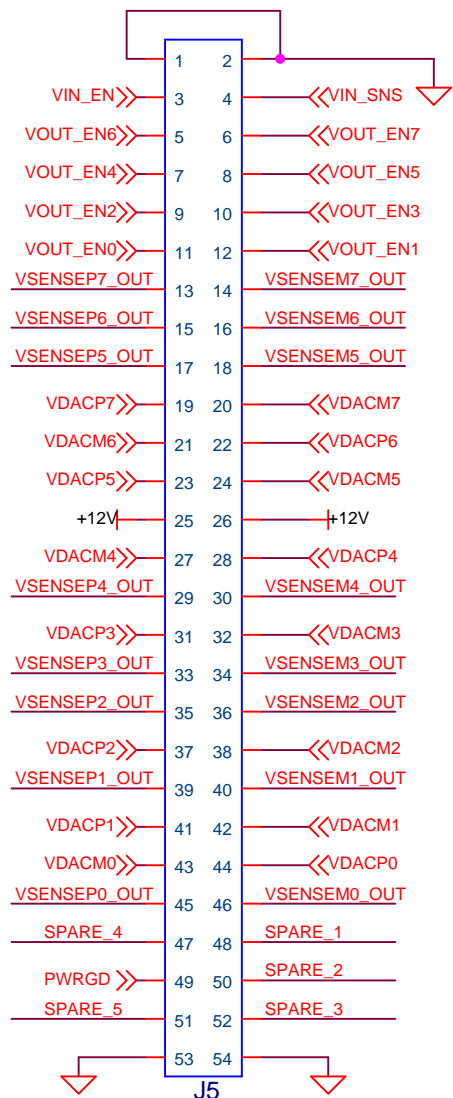 1 2
VIN_EN 3 4 VIN_SNS
VOUT_EN6 5 6 VOUT_EN7
VOUT_EN4 7 8 VOUT_EN5
VOUT_EN2 9 10 VOUT_EN3
VOUT_EN0 11 12 VOUT_EN1
VSENSEP7_OUT 13 14 VSENSEM7_OUT
VSENSEP6_OUT 15 16 VSENSEM6_OUT
VSENSEP5_OUT 17 18 VSENSEM5_OUT
VDACP7 19 20 VDACM7
VDACM6 21 22 VDACP6
VDACP5 23 24 VDACM5
+12V 25 26 +12V
VDACM4 27 28 VDACP4
VSENSEP4_OUT 29 30 VSENSEM4_OUT
VDACP3 31 32 VDACM3
VSENSEP3_OUT 33 34 VSENSEM3_OUT
VSENSEP2_OUT 35 36 VSENSEM2_OUT
VDACP2 37 38 VDACM2
VSENSEP1_OUT 39 40 VSENSEM1_OUT
VDACP1 41 42 VDACM1
VDACM0 43 44 VDACP0
VSENSEP0_OUT 45 46 VSENSEM0_OUT
SPARE_4 47 48 SPARE_1
PWRGD 49 50 SPARE_2
SPARE_5 51 52 SPARE_3
53 54
J5